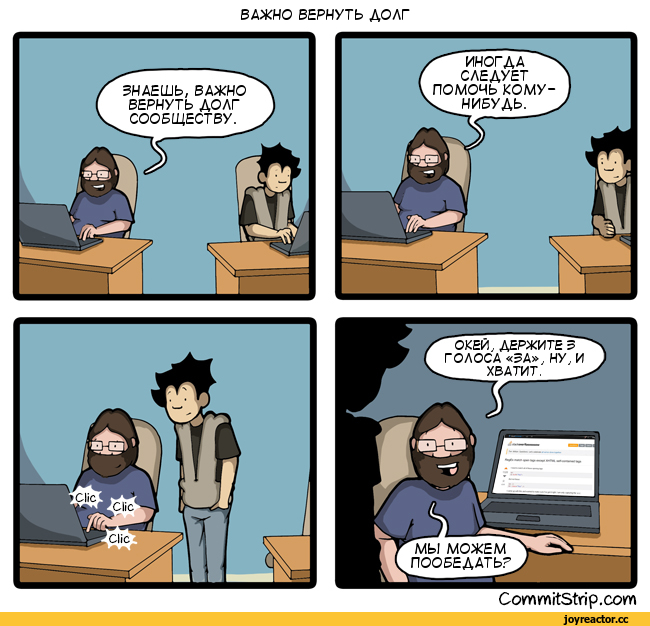 ВАЖНО ВЕРНУТЬ ДОЛГ
ЗНАЕШЬ, ВАЖНО
ВЕРНУТЬ ДОЛГ
СООБЩЕСТВУ.
ИНОГДА
СЛЕДУЕТ
ПОМОЧЬ КОМУ-
НИБУДЬ.
Clic
Clic
Clic
ОКЕЙ, ДЕРЖИТЕ 3
ГОЛОСА «ЗА», НУ, И
ХВАТИТ.
МЫ МОЖЕМ
ПООБЕДАТЬ?
CommitStrip.com
joyreactor.cc